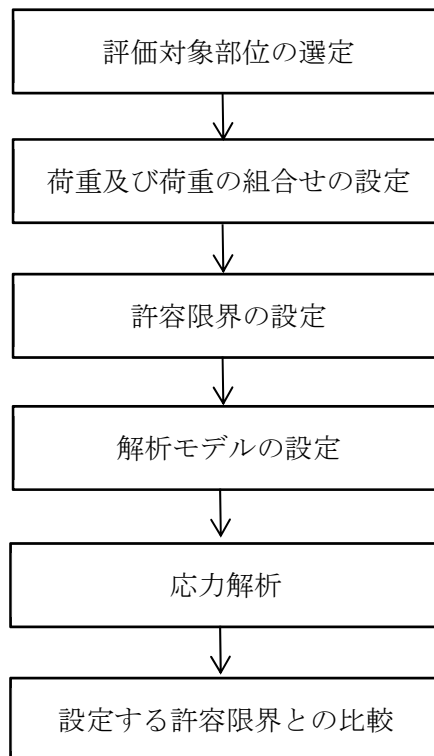 評価対象部位の選定
荷重及び荷重の組合せの設定
許容限界の設定
解析モデルの設定
応力解析
設定する許容限界との比較